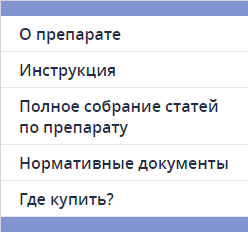 О препарате
Инструкция
Полное собрание статей
по препарату
Нормативные документы
Где купить?